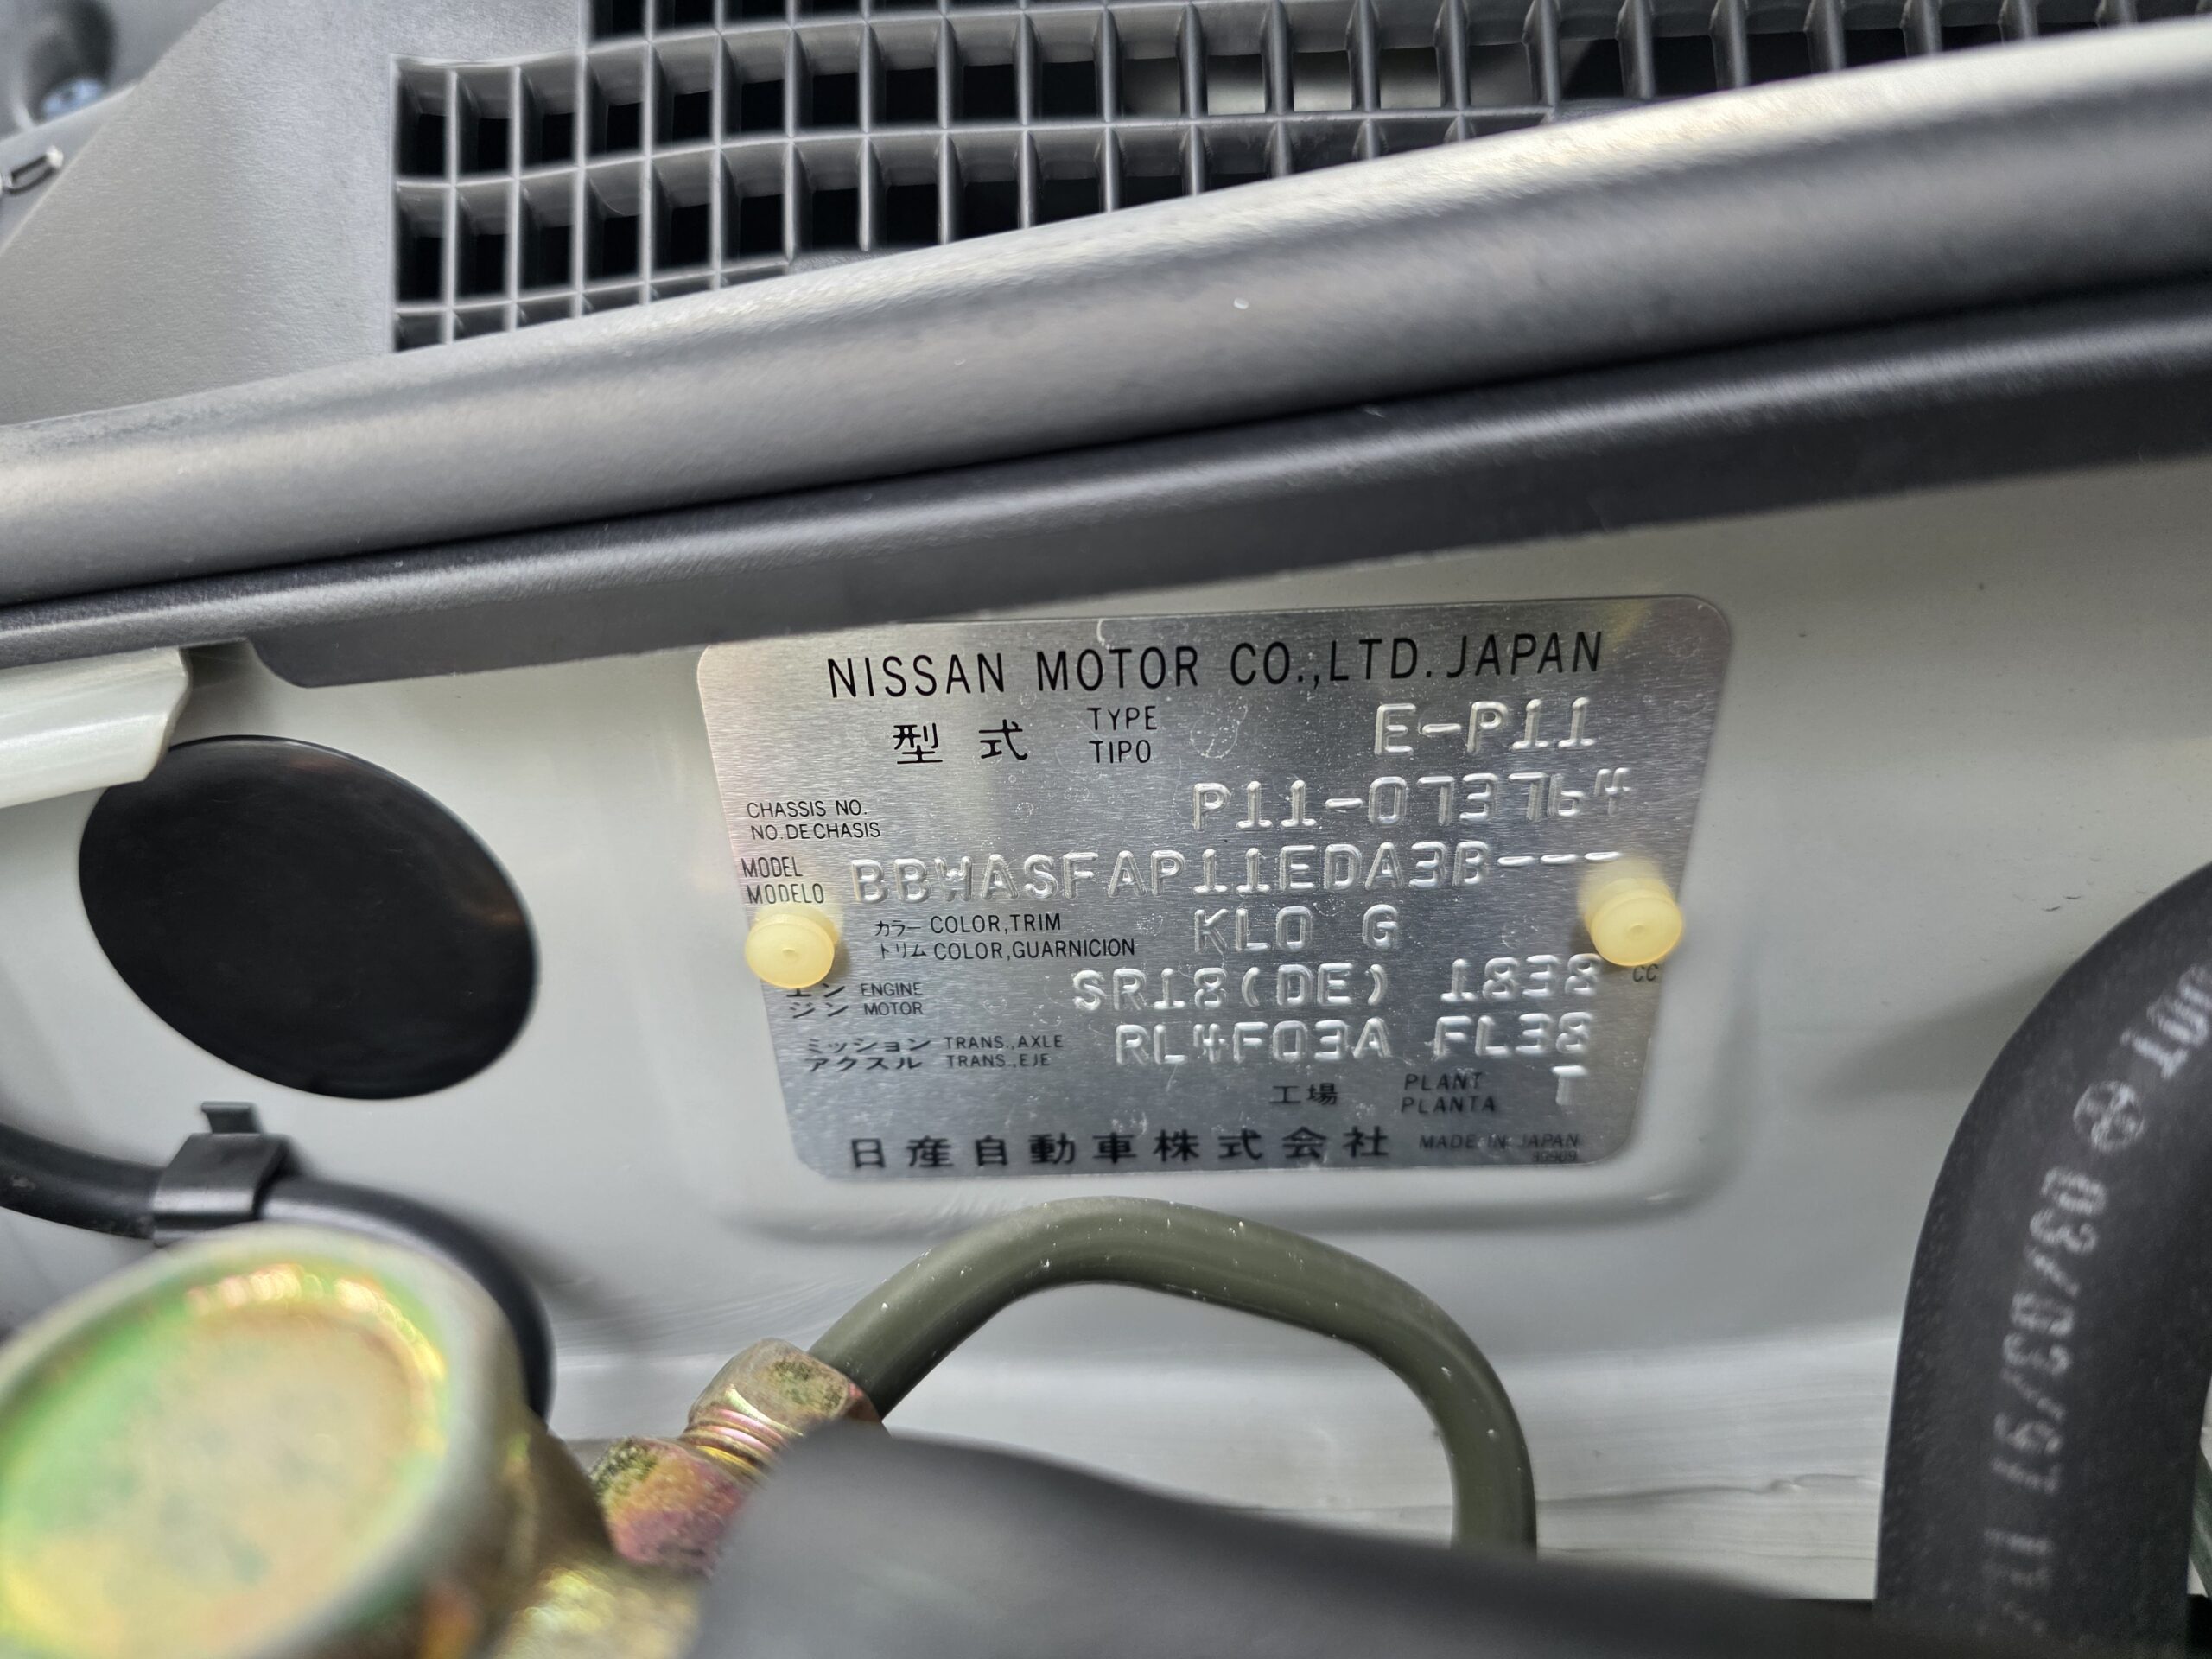 NISSAN MOTOR CO.,LTD. JAPAN
型式 TYPE E-P11
TIPO
CHASSIS NO. P11-073764
NO. DE CHASIS
MODEL BBWASFAP11EDA3B---
MODELO
カラー COLOR,TRIM KL0 G
トリム COLOR,GUARNICION
エン ENGINE SR18(DE) 1838 CC
ジン MOTOR
ミッション TRANS.,AXLE RL4F03A FL38
アクスル TRANS.,EJE
工場 PLANT T
PLANTA
日産自動車株式会社 MADE IN JAPAN